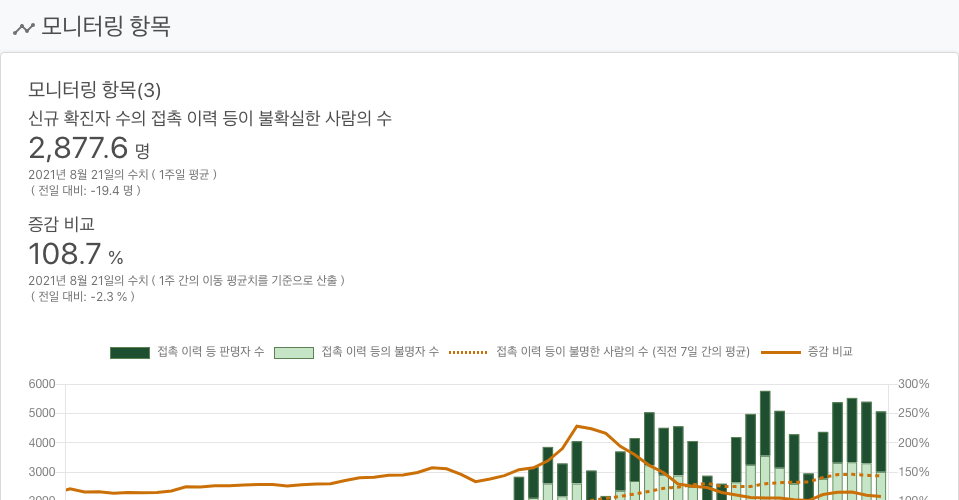 모니터링 항목
모니터링 항목(3)
신규 확진자 수의 접촉 이력 등이 불확실한 사람의 수
2,877.6 명
2021년 8월 21일의 수치 ( 1주일 평균 )
( 전일 대비: -19.4 명 )
증감 비교
108.7 %
2021년 8월 21일의 수치 ( 1주 간의 이동 평균치를 기준으로 산출 )
( 전일 대비: -2.3 % )
접촉 이력 등 판명자 수 접촉 이력 등의 불명자 수 접촉 이력 등이 불명한 사람의 수 (직전 7일 간의 평균) 증감 비교
6000 300%
5000 250%
4000 200%
3000 150%
2000 100%